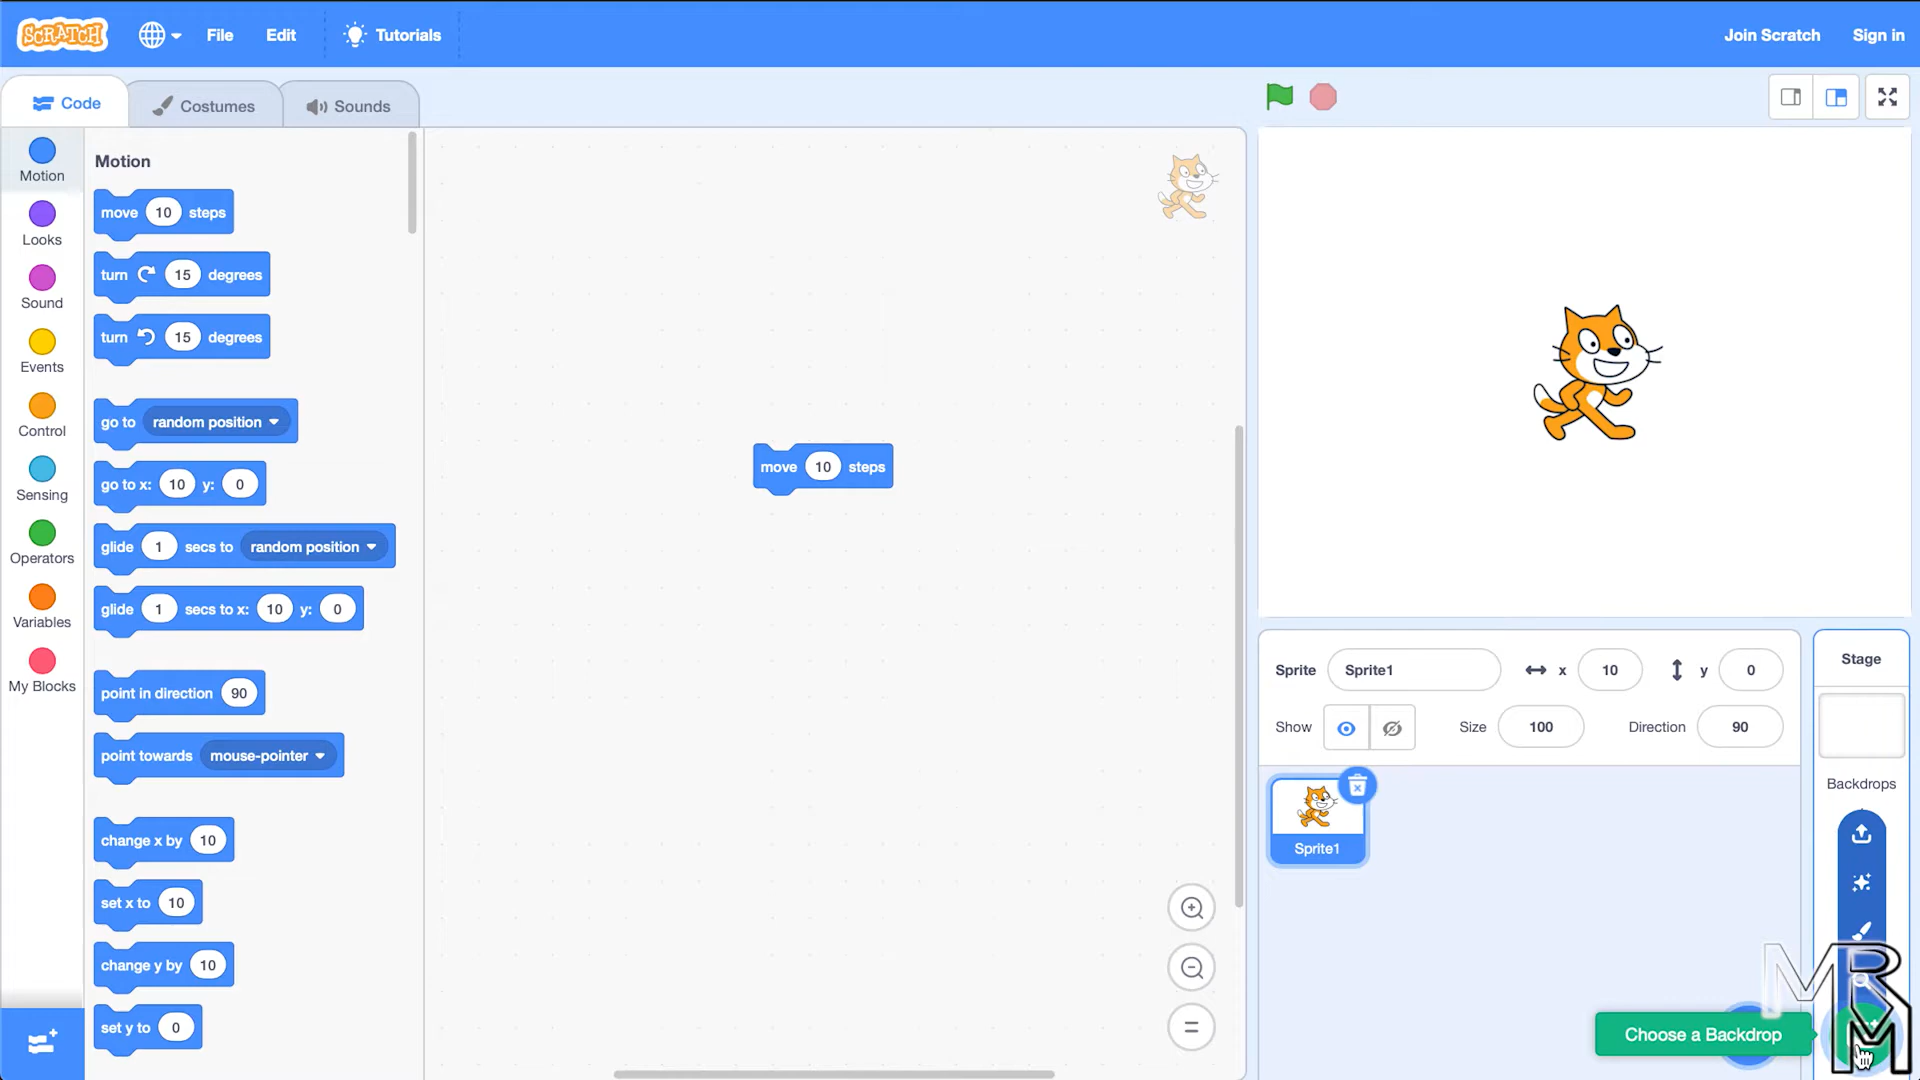 SCRATCH File Edit Tutorials Join Scratch Sign in
Code Costumes Sounds
Motion
Looks
Sound
Events
Control
Sensing
Operators
Variables
My Blocks
Motion
move 10 steps
turn 15 degrees
turn 15 degrees
go to random position
go to x: 10 y: 0
glide 1 secs to random position
glide 1 secs to x: 10 y: 0
point in direction 90
point towards mouse-pointer
change x by 10
set x to 10
change y by 10
set y to 0
move 10 steps
Sprite Sprite1 x 10 y 0
Show Size 100 Direction 90
Sprite1
Stage
Backdrops
Choose a Backdrop
MRM